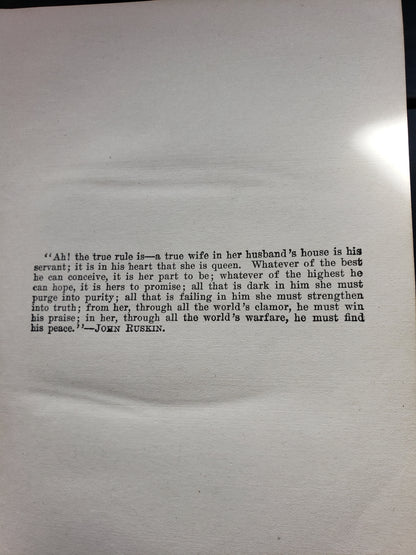 "Ah! the true rule is—a true wife in her husband's house is his
servant; it is in his heart that she is queen. Whatever of the best
he can conceive, it is her part to be; whatever of the highest he
can hope, it is hers to promise; all that is dark in him she must
purge into purity; all that is failing in him she must strengthen
into truth; from her, through all the world's clamor, he must win
his praise; in her, through all the world's warfare, he must find
his peace."—JOHN RUSKIN.